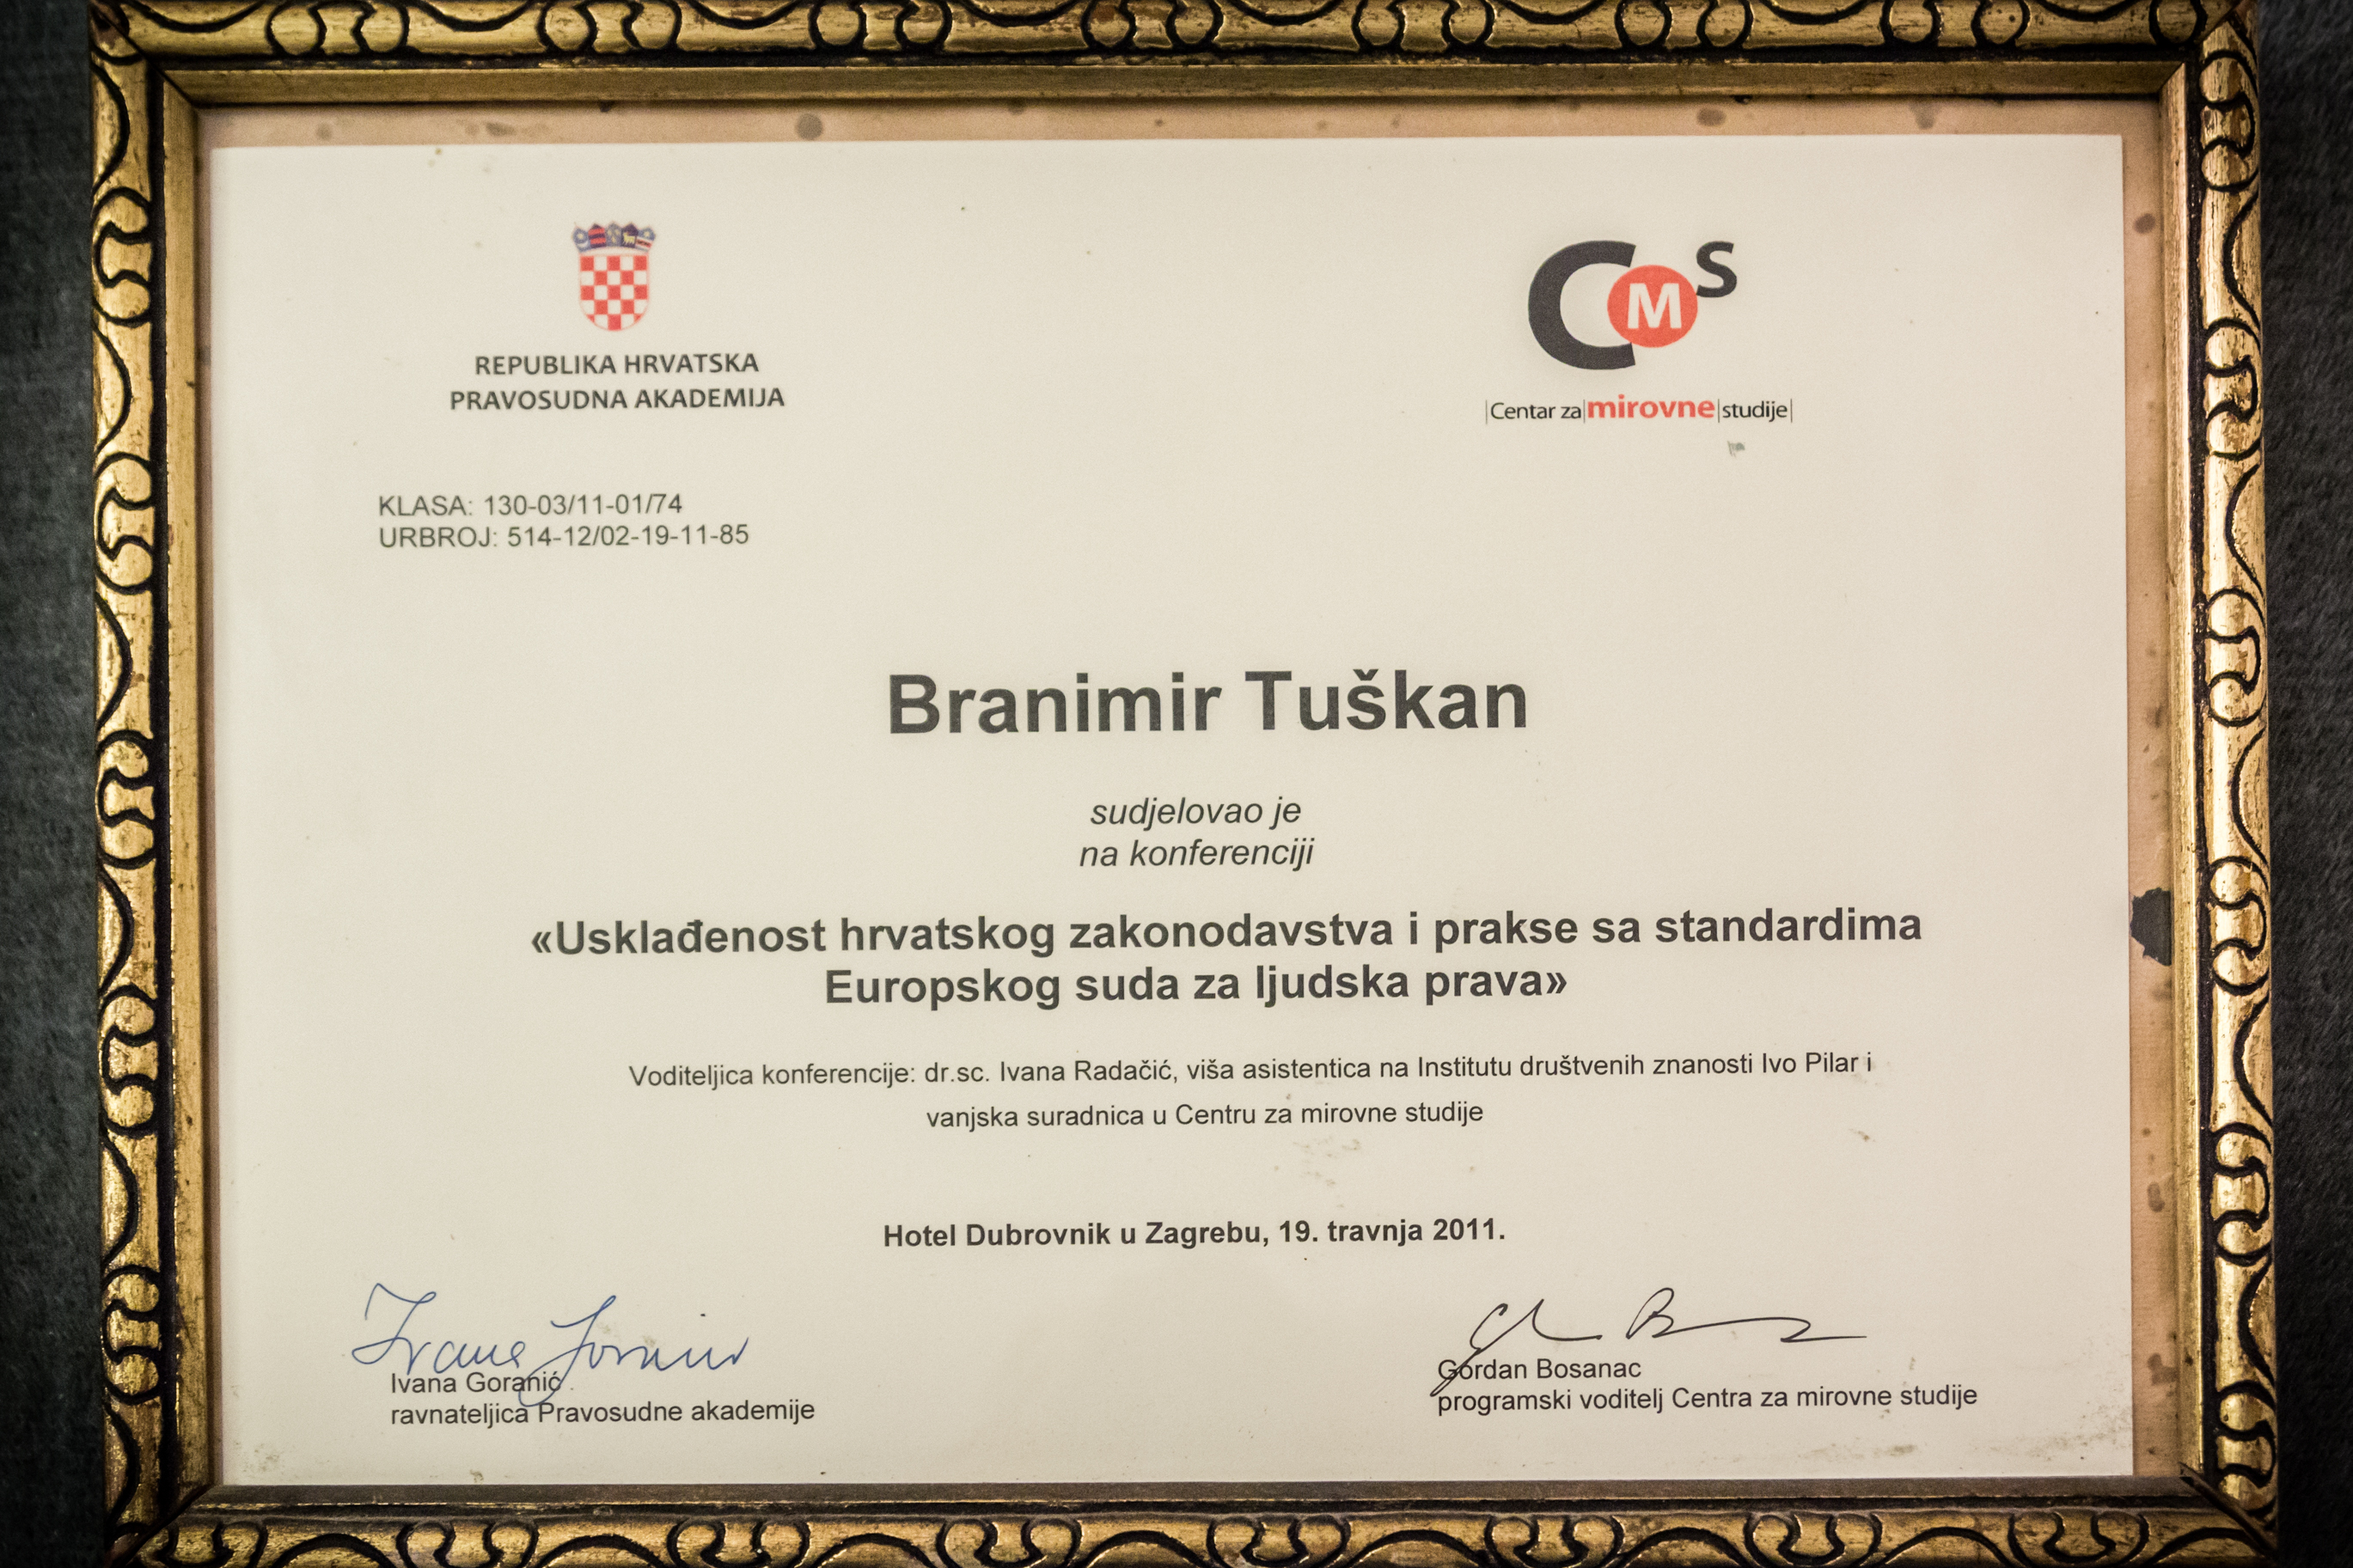 REPUBLIKA HRVATSKA
PRAVOSUDNA AKADEMIJA
CMS
|Centar za|mirovne|studije|
KLASA: 130-03/11-01/74
URBROJ: 514-12/02-19-11-85
Branimir Tuškan
sudjelovao je
na konferenciji
«Usklađenost hrvatskog zakonodavstva i prakse sa standardima
Europskog suda za ljudska prava»
Voditeljica konferencije: dr.sc. Ivana Radačić, viša asistentica na Institutu društvenih znanosti Ivo Pilar i
vanjska suradnica u Centru za mirovne studije
Hotel Dubrovnik u Zagrebu, 19. travnja 2011.
Ivana Goranić
Ivana Goranić
ravnateljica Pravosudne akademije
Gordan Bosanac
programski voditelj Centra za mirovne studije